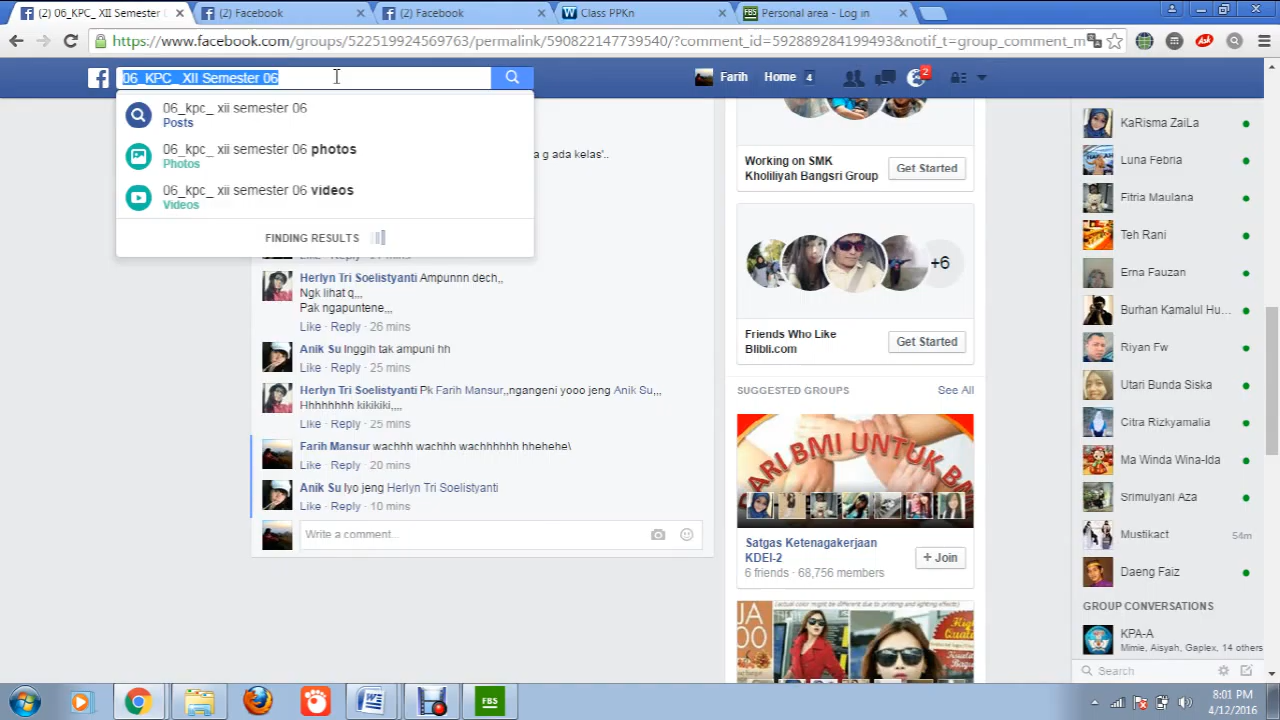 (2) 06_KPC_ XII Semester
(2) Facebook
(2) Facebook
Class PPKn
Personal area - Log in
https://www.facebook.com/groups/522519924569763/permalink/590822147739540/?comment_id=592889284199493&notif_t=group_comment_m
06_KPC_ XII Semester 06
Farih
Home 4
2
06_kpc_ xii semester 06
Posts
06_kpc_ xii semester 06 photos
Photos
06_kpc_ xii semester 06 videos
Videos
FINDING RESULTS
a g ada kelas'..
Herlyn Tri Soelistyanti Ampunnn dech,,
Ngk lihat q,,,
Pak ngapuntene,,,
Like · Reply · 26 mins
Anik Su Inggih tak ampuni hh
Like · Reply · 25 mins
Herlyn Tri Soelistyanti Pk Farih Mansur,,ngangeni yooo jeng Anik Su,,,
Hhhhhhhh kikikiki,,,,
Like · Reply · 25 mins
Farih Mansur wachhh wachhh wachhhhhh hhehehe\
Like · Reply · 20 mins
Anik Su Iyo jeng Herlyn Tri Soelistyanti
Like · Reply · 10 mins
Write a comment...
Working on SMK
Kholiliyah Bangsri Group
Get Started
+6
Friends Who Like
Blibli.com
Get Started
SUGGESTED GROUPS
See All
ARI BMI UNTUK BA
Satgas Ketenagakerjaan
KDEI-2
6 friends · 68,756 members
+ Join
KaRisma ZaiLa
Luna Febria
Fitria Maulana
Teh Rani
Erna Fauzan
Burhan Kamalul Hu...
Riyan Fw
Utari Bunda Siska
Citra Rizkyamalia
Ma Winda Wina-Ida
Srimulyani Aza
Mustikact 54m
Daeng Faiz
GROUP CONVERSATIONS
KPA-A
Mimie, Aisyah, Gaplex, 14 others
Search
FBS
8:01 PM
4/12/2016